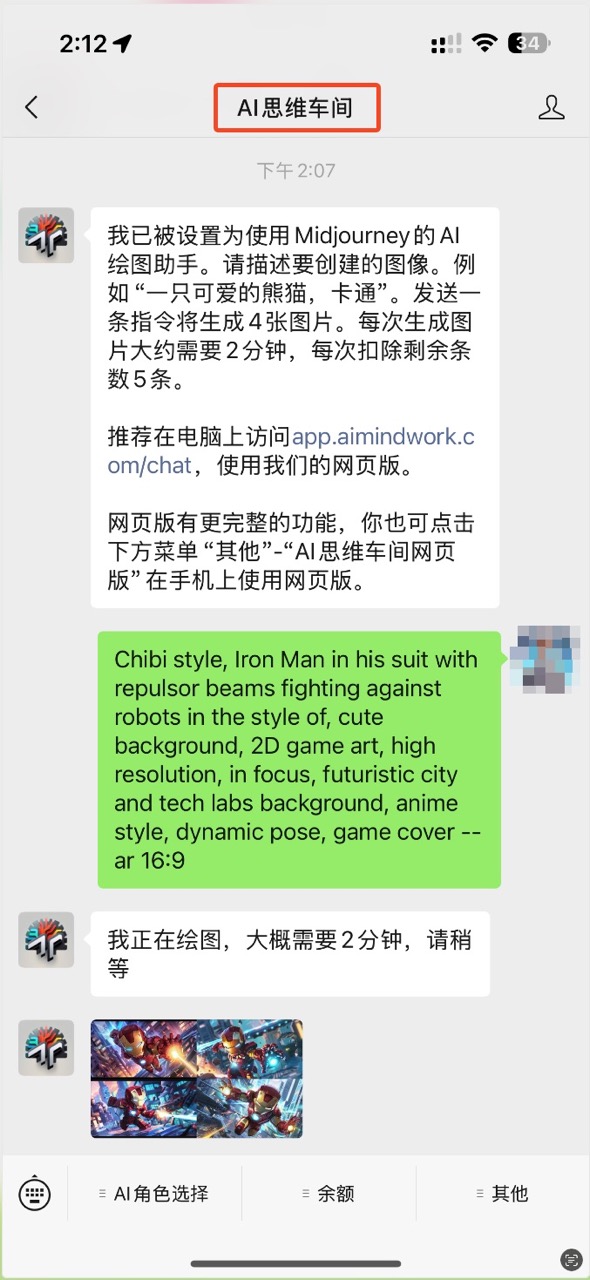 2:12
34
AI思维车间
下午2:07
我已被设置为使用Midjourney的AI
绘图助手。请描述要创建的图像。例
如“一只可爱的熊猫，卡通”。发送一
条指令将生成4张图片。每次生成图
片大约需要2分钟，每次扣除剩余条
数5条。
推荐在电脑上访问app.aimindwork.c
om/chat，使用我们的网页版。
网页版有更完整的功能，你也可点击
下方菜单“其他”-“AI思维车间网页
版”在手机上使用网页版。
Chibi style, Iron Man in his suit with
repulsor beams fighting against
robots in the style of, cute
background, 2D game art, high
resolution, in focus, futuristic city
and tech labs background, anime
style, dynamic pose, game cover --
ar 16:9
我正在绘图，大概需要2分钟，请稍
等
AI角色选择
余额
其他